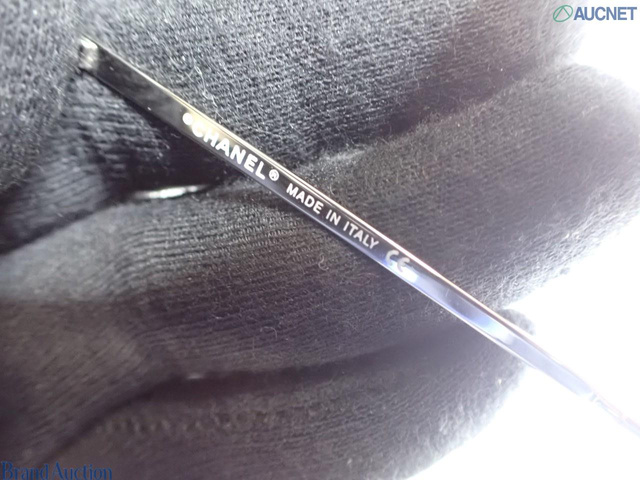 AUCNET
CHANEL® MADE IN ITALY CE
Brand Auction